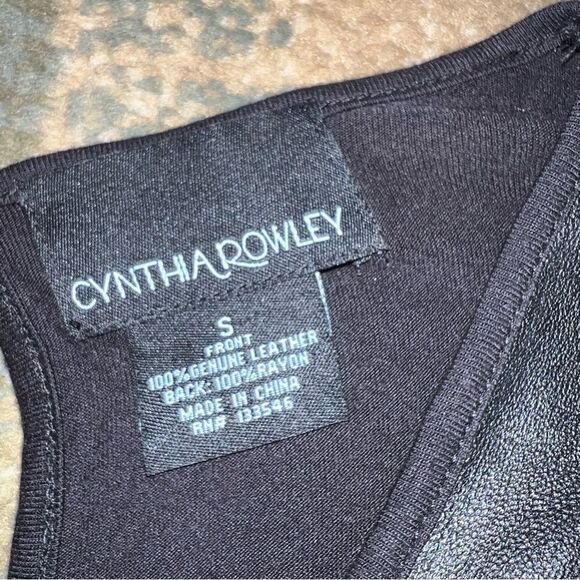 CYNTHIA ROWLEY
S
FRONT
100% GENUINE LEATHER
BACK: 100% RAYON
MADE IN CHINA
RN# 133546